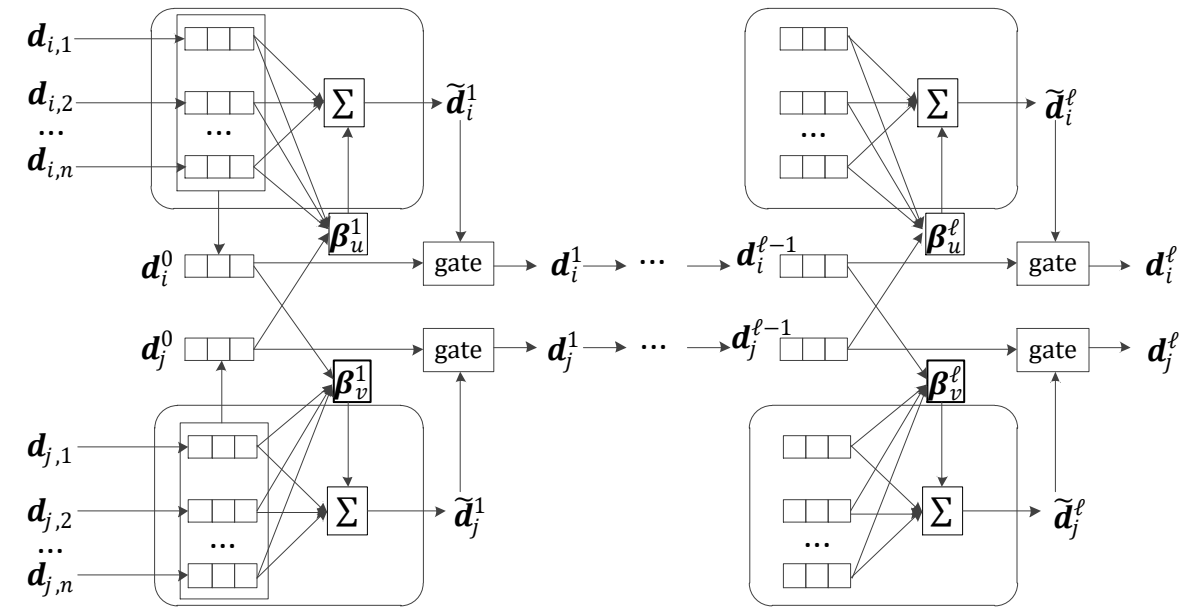 d_{i,1}
d_{i,2}
...
d_{i,n}
...
Σ
d̃_i^1
β_u^1
d_i^0
gate
d_i^1
...
d_j^0
gate
d_j^1
...
β_v^1
d_{j,1}
d_{j,2}
...
d_{j,n}
...
Σ
d̃_j^1
...
Σ
d̃_i^ℓ
β_u^ℓ
d_i^{ℓ-1}
gate
d_i^ℓ
d_j^{ℓ-1}
gate
d_j^ℓ
β_v^ℓ
...
Σ
d̃_j^ℓ